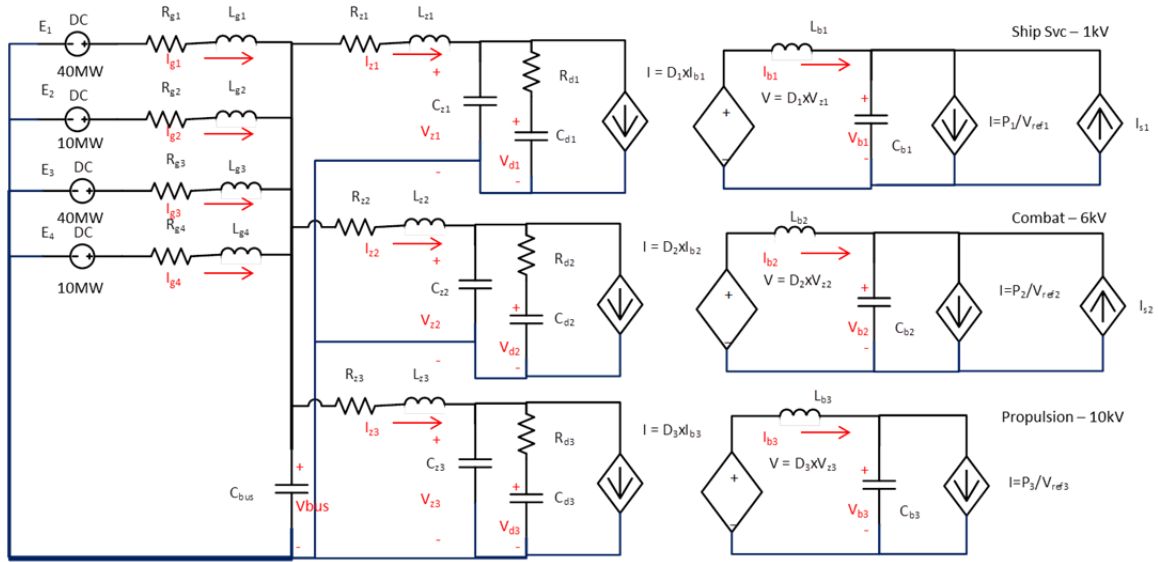 E1 DC Rg1 Lg1
Ig1
40MW
E2 DC Rg2 Lg2
Ig2
10MW
E3 DC Rg3 Lg3
Ig3
40MW
E4 DC Rg4 Lg4
Ig4
10MW
Rz1 Lz1
Iz1
+
Cz1
Vz1
-
Rd1
+
Cd1
Vd1
-
I = D1xIb1
Rz2 Lz2
Iz2
+
Cz2
Vz2
-
Rd2
+
Cd2
Vd2
-
I = D2xIb2
Rz3 Lz3
Iz3
+
Cz3
Vz3
-
Rd3
+
Cd3
Vd3
-
I = D3xIb3
+
Cbus
Vbus
-
Lb1
Ship Svc – 1kV
Ib1
V = D1xVz1
+
-
+
Vb1
-
Cb1
I=P1/Vref1
Is1
Lb2
Combat – 6kV
Ib2
V = D2xVz2
+
-
+
Vb2
-
Cb2
I=P2/Vref2
Is2
Lb3
Propulsion – 10kV
Ib3
V = D3xVz3
+
-
+
Vb3
-
Cb3
I=P3/Vref3